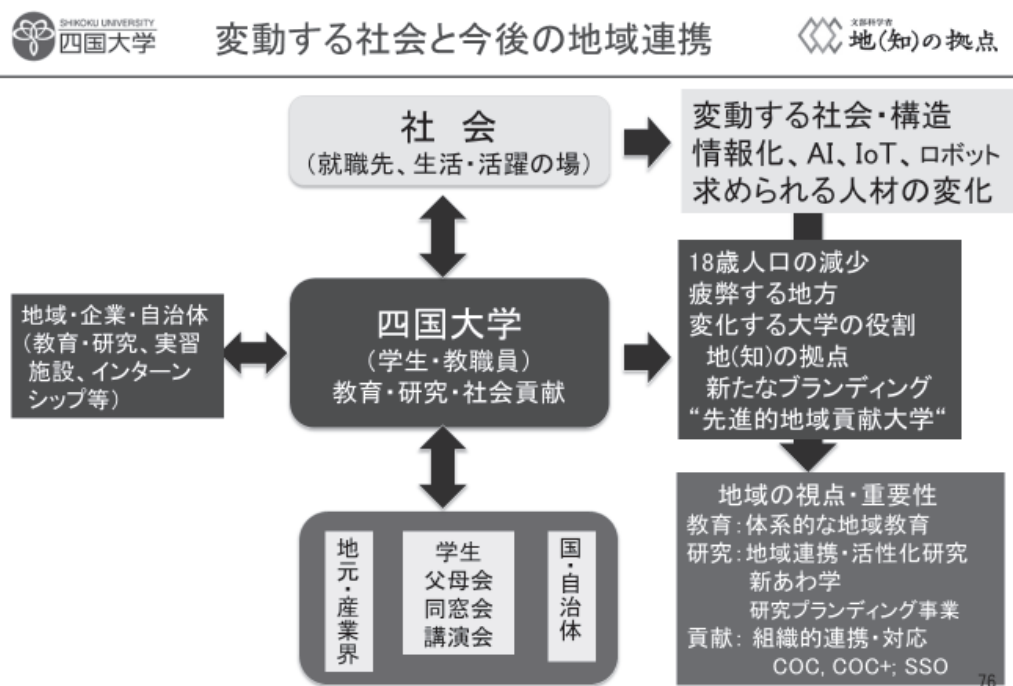 SHIKOKU UNIVERSITY
四国大学
変動する社会と今後の地域連携
文部科学省
地(知)の拠点
社 会
(就職先、生活・活躍の場)
変動する社会・構造
情報化、AI、IoT、ロボット
求められる人材の変化
地域・企業・自治体
(教育・研究、実習
施設、インターン
シップ等)
四国大学
(学生・教職員)
教育・研究・社会貢献
18歳人口の減少
疲弊する地方
変化する大学の役割
地(知)の拠点
新たなブランディング
“先進的地域貢献大学“
地元・産業界
学生
父母会
同窓会
講演会
国・自治体
地域の視点・重要性
教育:体系的な地域教育
研究:地域連携・活性化研究
新あわ学
研究ブランディング事業
貢献: 組織的連携・対応
COC, COC+; SSO
76